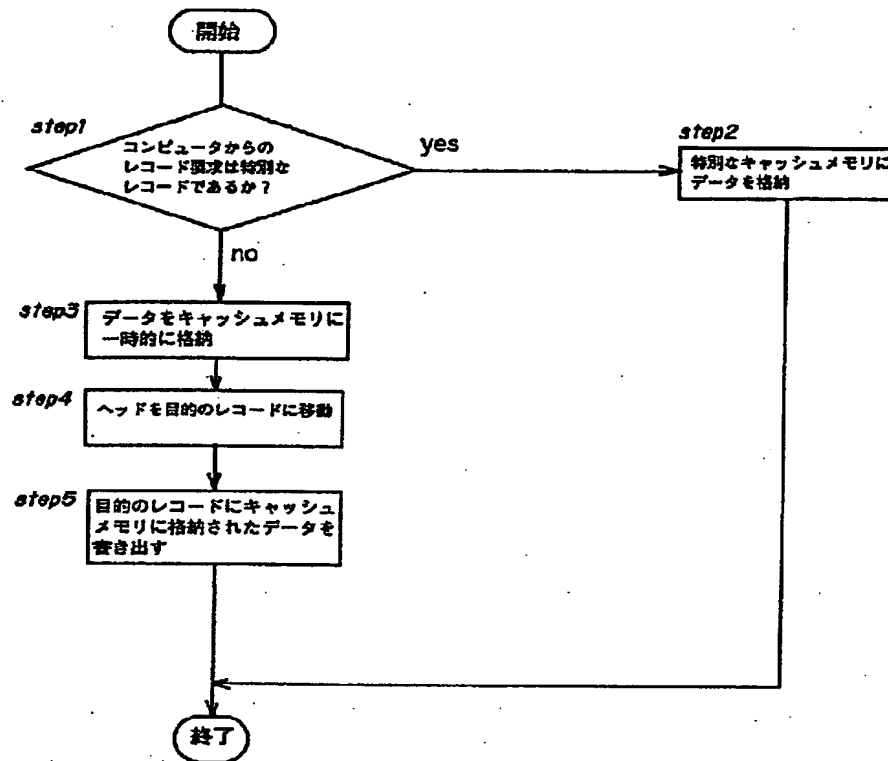 開始
step1
コンピュータからの
レコード要求は特別な
レコードであるか?
yes
step2
特別なキャッシュメモリに
データを格納
no
step3
データをキャッシュメモリに
一時的に格納
step4
ヘッドを目的のレコードに移動
step5
目的のレコードにキャッシュ
メモリに格納されたデータを
書き出す
終了